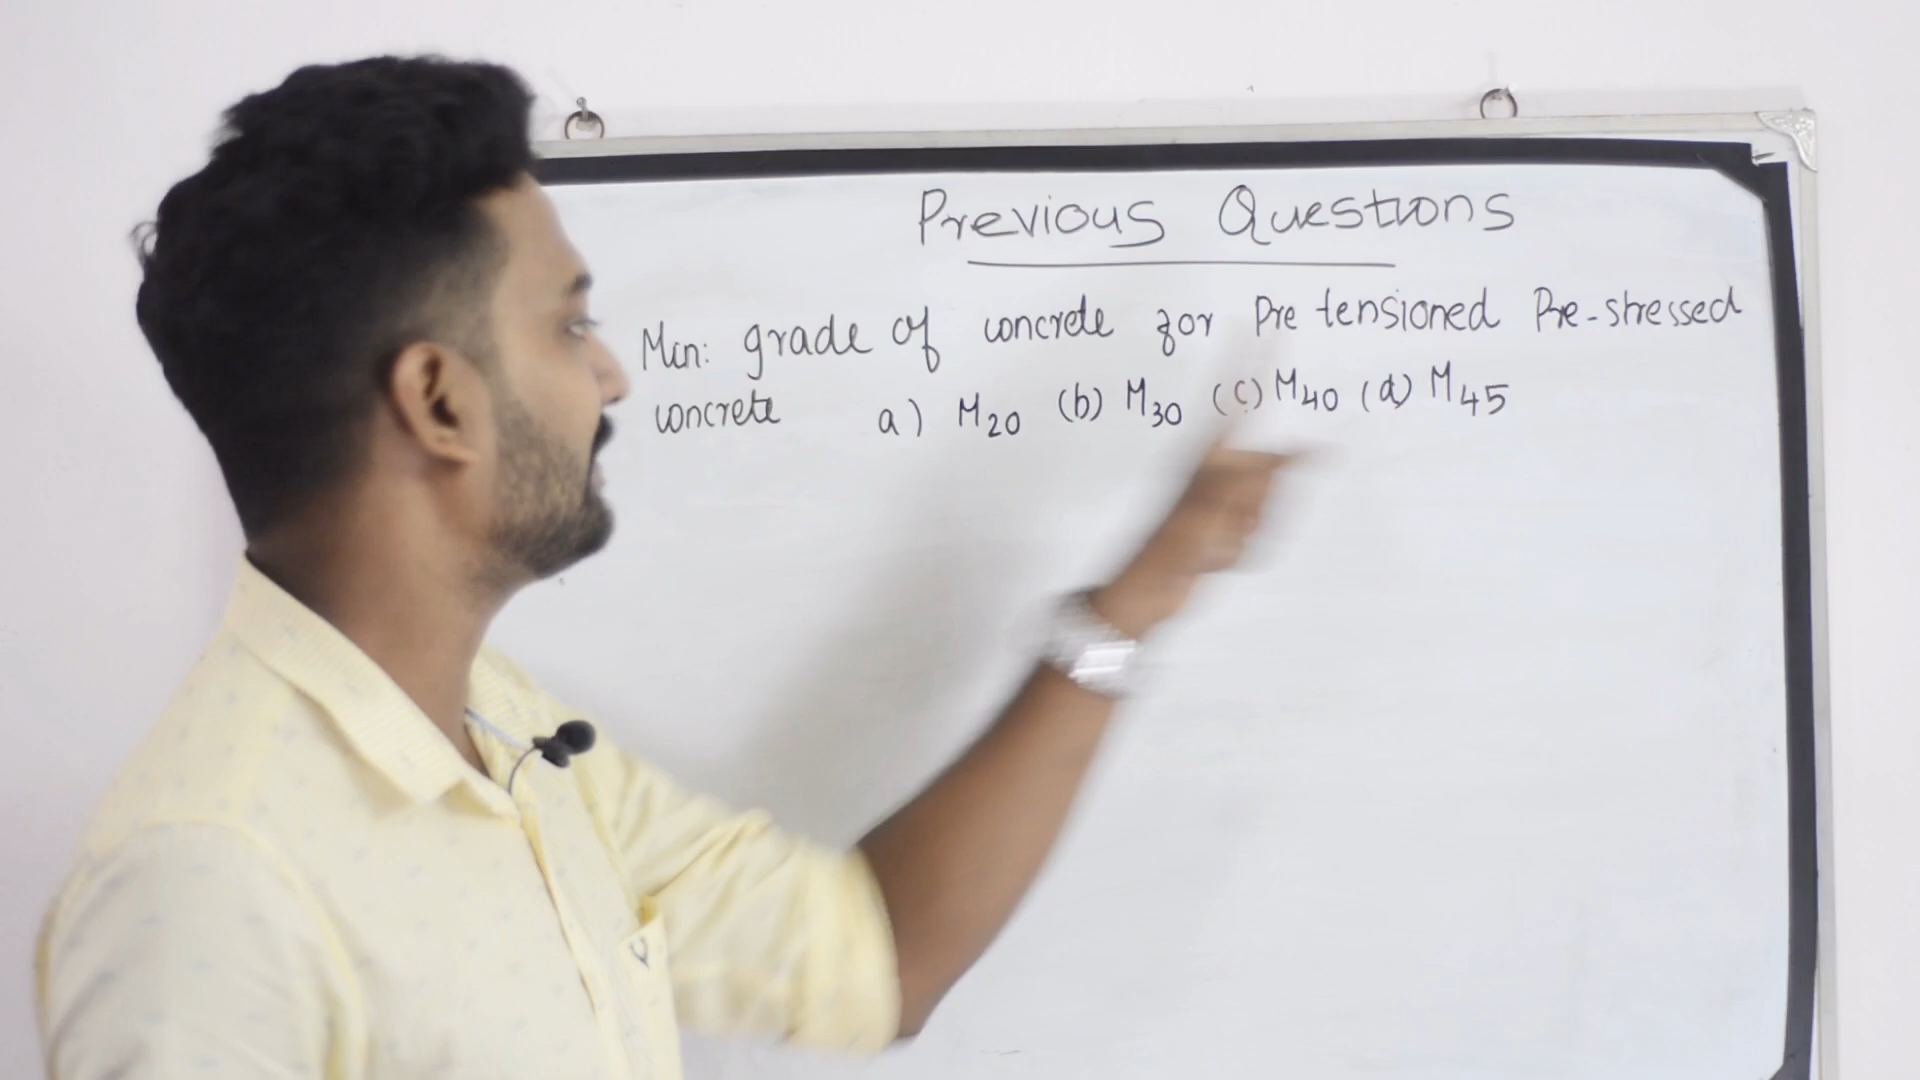 Previous Questions
Min: grade of concrete for Pre tensioned Pre-stressed
concrete a) M20 (b) M30 (c) M40 (d) M45